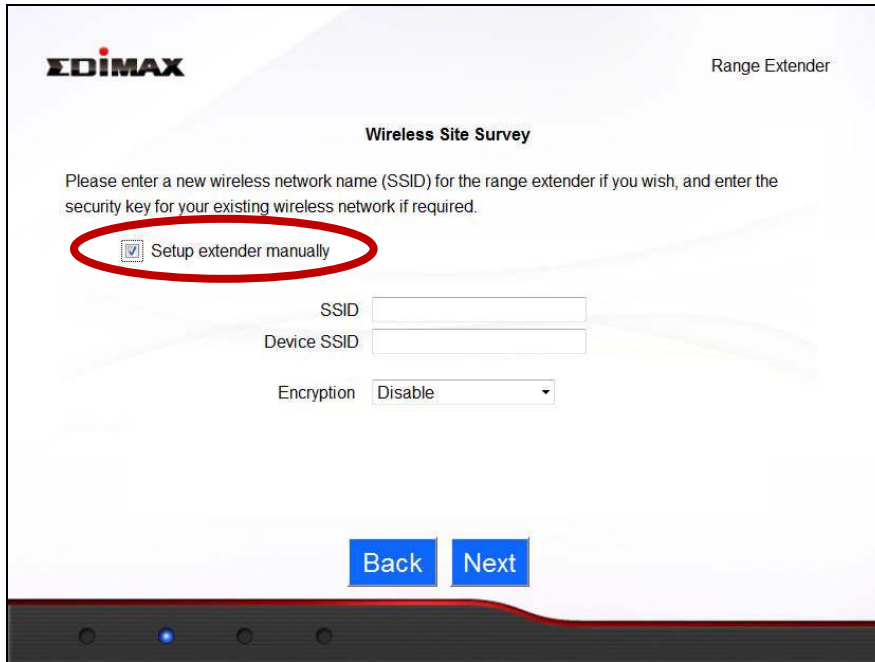 EDIMAX
Range Extender
Wireless Site Survey
Please enter a new wireless network name (SSID) for the range extender if you wish, and enter the
security key for your existing wireless network if required.
Setup extender manually
SSID
Device SSID
Encryption Disable
Back Next